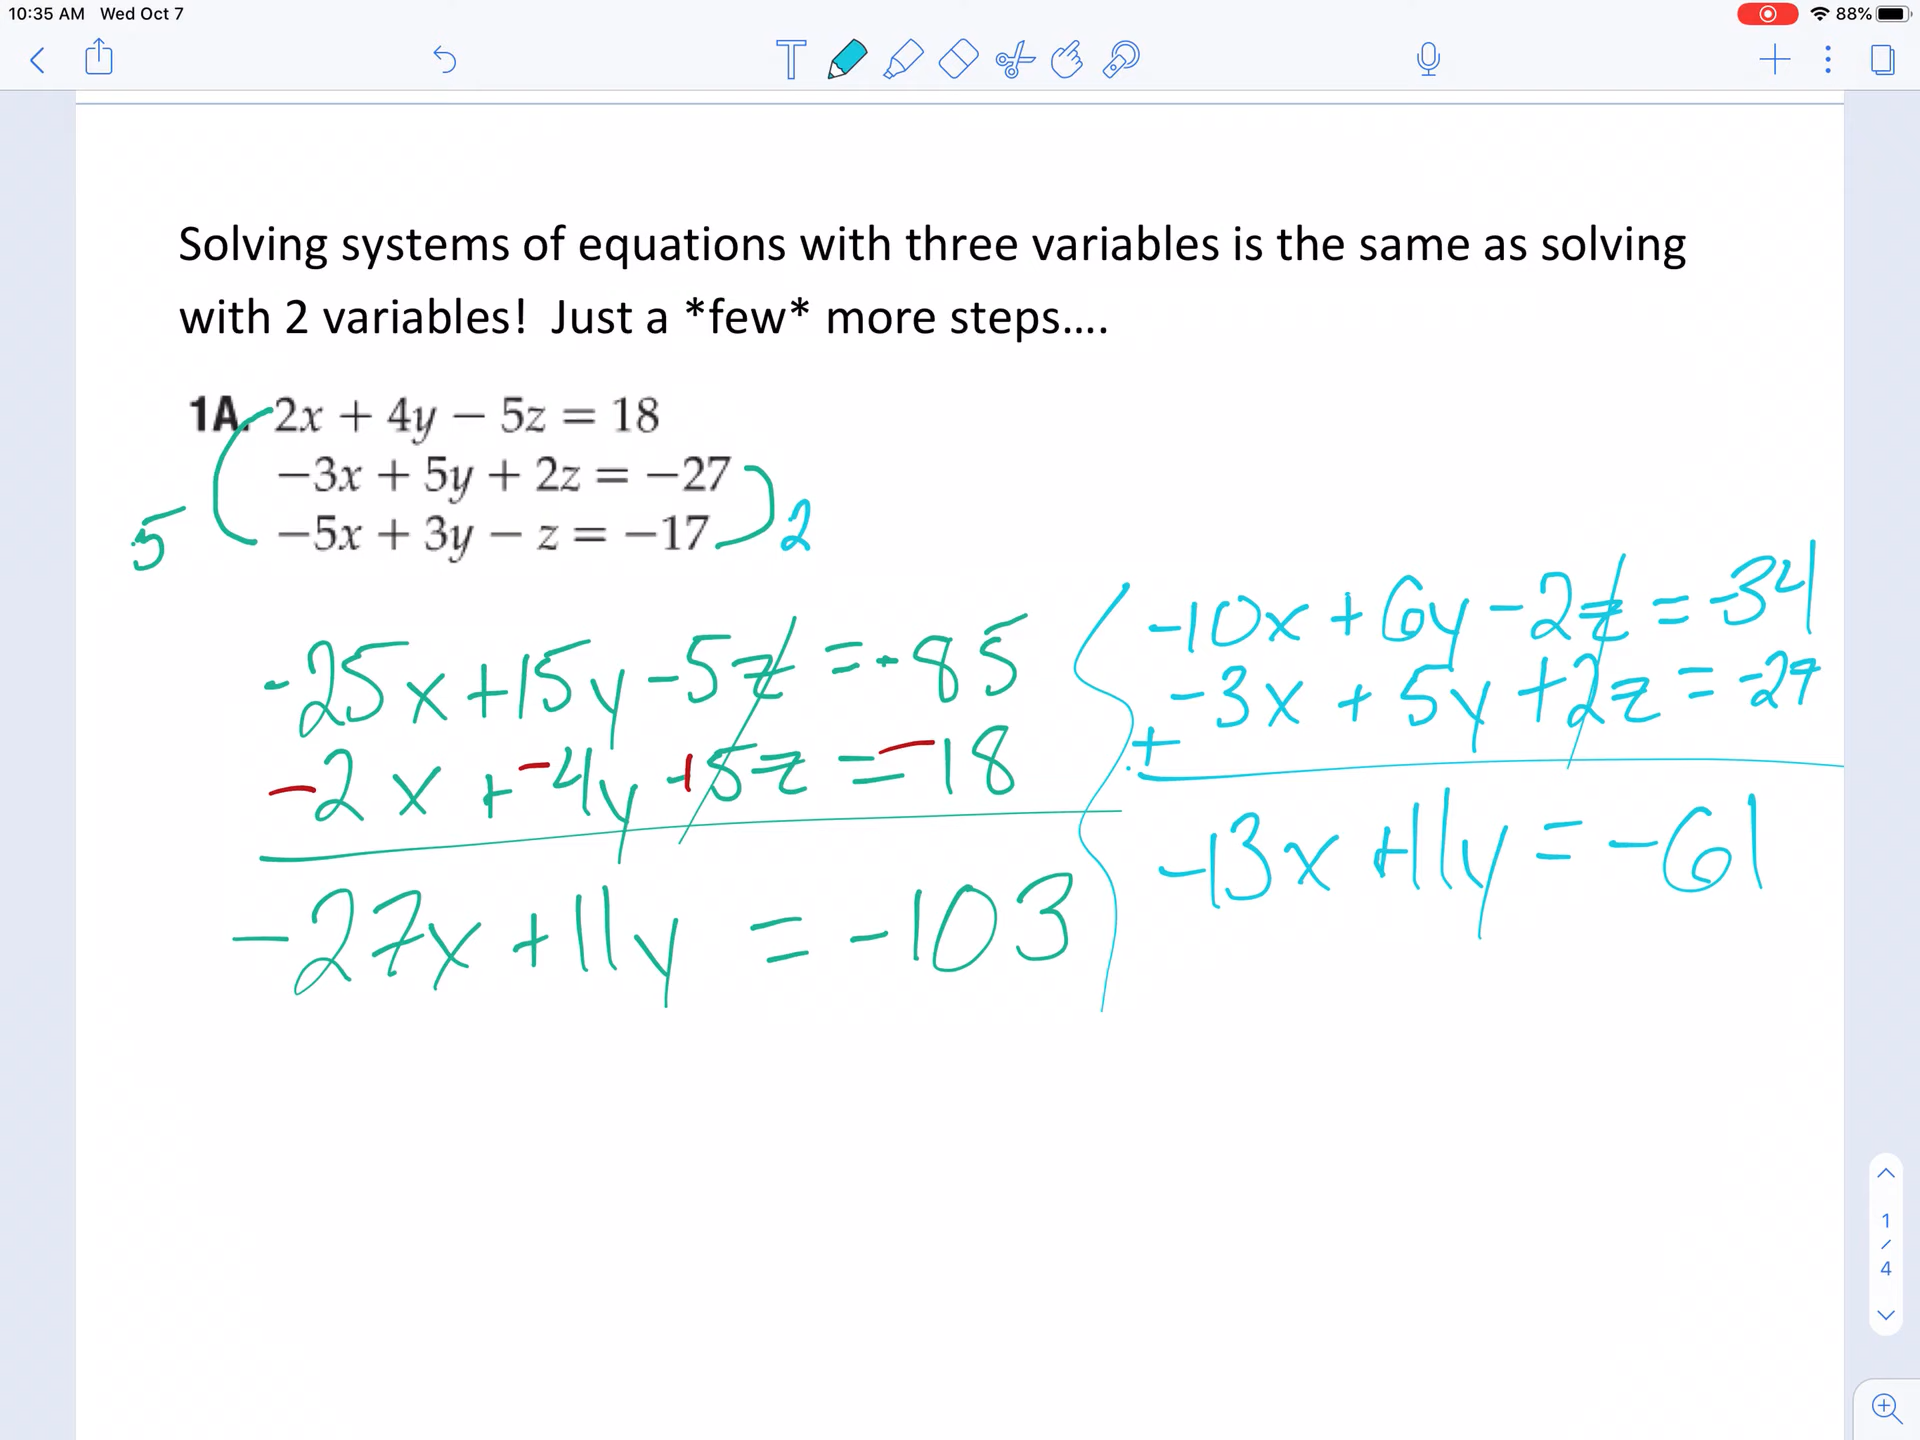 10:35 AM Wed Oct 7
88%
Solving systems of equations with three variables is the same as solving
with 2 variables! Just a *few* more steps....
1A. 2x + 4y − 5z = 18
−3x + 5y + 2z = −27
−5x + 3y − z = −17
5
2
-25x+15y-5z=-85
-2x+-4y+5z=-18
-27x+11y=-103
-10x+6y-2z=-34
-3x+5y+2z=-27
+
-13x+11y=-61
1
/
4